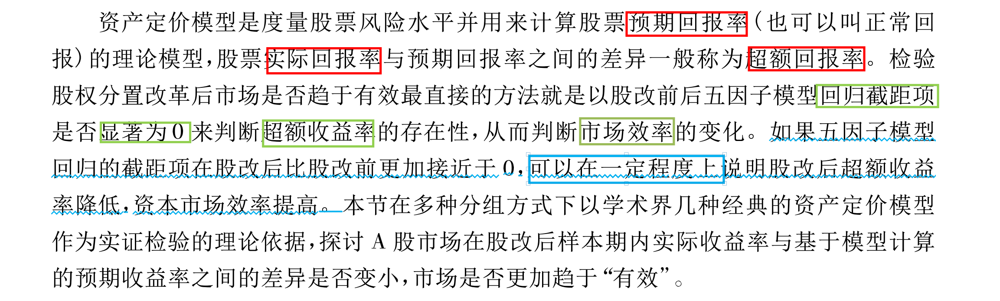 资产定价模型是度量股票风险水平并用来计算股票预期回报率(也可以叫正常回
报)的理论模型,股票实际回报率与预期回报率之间的差异一般称为超额回报率。检验
股权分置改革后市场是否趋于有效最直接的方法就是以股改前后五因子模型回归截距项
是否显著为0来判断超额收益率的存在性,从而判断市场效率的变化。如果五因子模型
回归的截距项在股改后比股改前更加接近于0,可以在一定程度上说明股改后超额收益
率降低,资本市场效率提高。本节在多种分组方式下以学术界几种经典的资产定价模型
作为实证检验的理论依据,探讨 A 股市场在股改后样本期内实际收益率与基于模型计算
的预期收益率之间的差异是否变小,市场是否更加趋于“有效”。